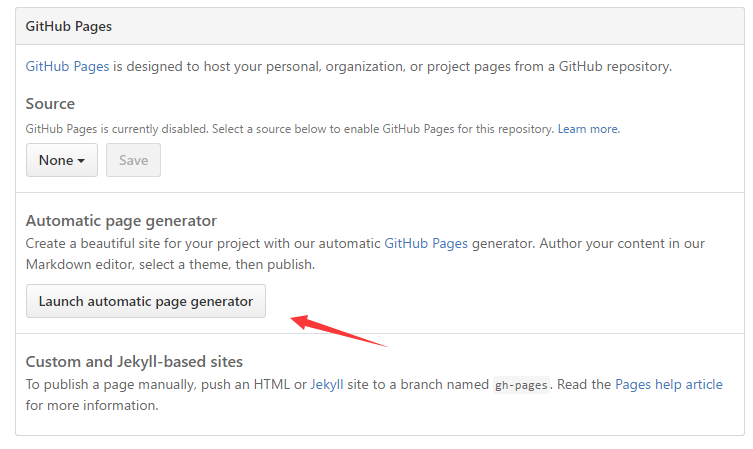 GitHub Pages
GitHub Pages is designed to host your personal, organization, or project pages from a GitHub repository.
Source
GitHub Pages is currently disabled. Select a source below to enable GitHub Pages for this repository. Learn more.
None Save
Automatic page generator
Create a beautiful site for your project with our automatic GitHub Pages generator. Author your content in our
Markdown editor, select a theme, then publish.
Launch automatic page generator
Custom and Jekyll-based sites
To publish a page manually, push an HTML or Jekyll site to a branch named gh-pages. Read the Pages help article
for more information.